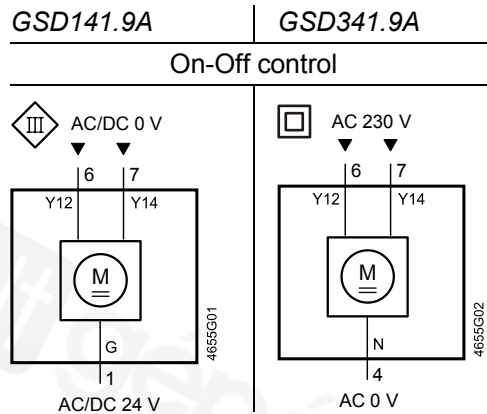 GSD141.9A GSD341.9A
On-Off control
III AC/DC 0 V
6 7
Y12 Y14
M
G
1
AC/DC 24 V
4655G01
AC 230 V
6 7
Y12 Y14
M
N
4
AC 0 V
4655G02